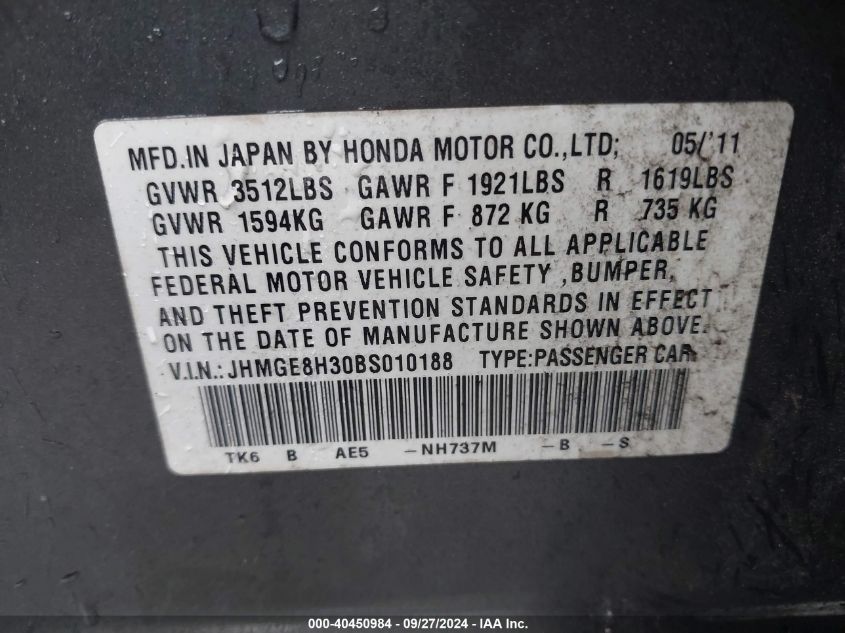 MFD.IN JAPAN BY HONDA MOTOR CO.,LTD; 05/'11
GVWR 3512LBS GAWR F 1921LBS R 1619LBS
GVWR 1594KG GAWR F 872 KG R 735 KG
THIS VEHICLE CONFORMS TO ALL APPLICABLE
FEDERAL MOTOR VEHICLE SAFETY ,BUMPER,
AND THEFT PREVENTION STANDARDS IN EFFECT
ON THE DATE OF MANUFACTURE SHOWN ABOVE.
V.I.N.: JHMGE8H30BS010188 TYPE:PASSENGER CAR
TK6 B AE5 -NH737M -B -S
000-40450984 - 09/27/2024 - IAA Inc.